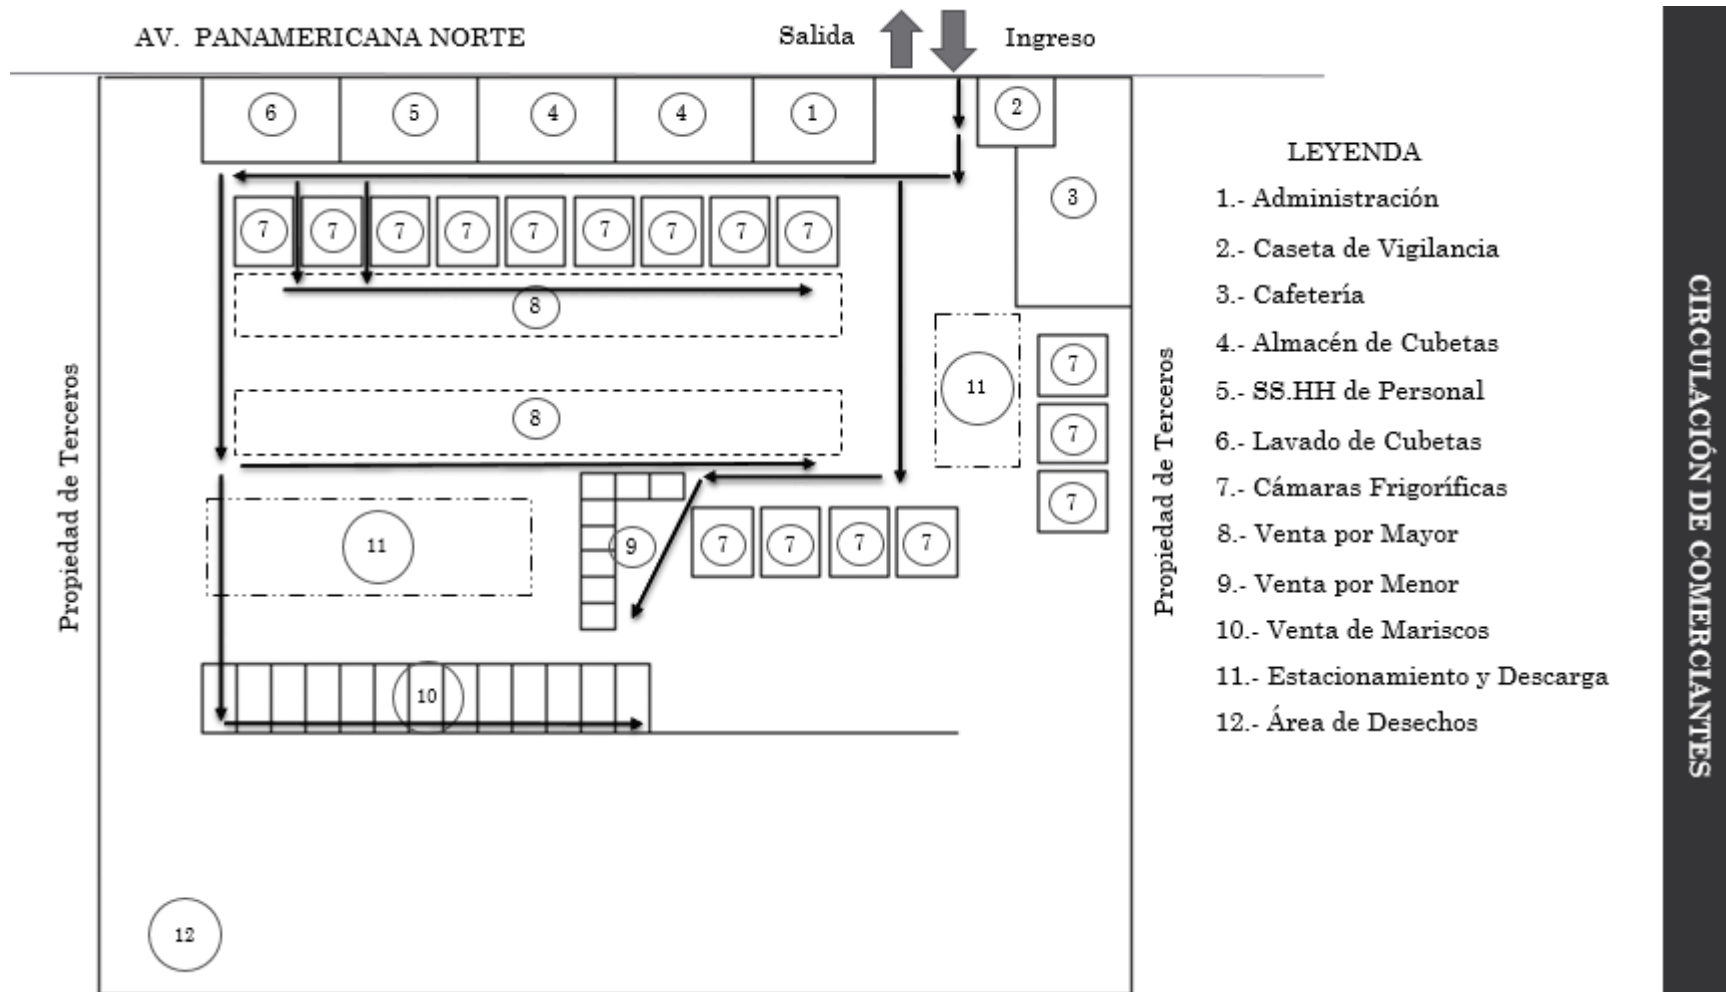 AV. PANAMERICANA NORTE
Salida
Ingreso
6
5
4
4
1
2
3
7
7
7
7
7
7
7
7
7
8
8
11
7
7
7
11
9
7
7
7
7
10
12
Propiedad de Terceros
Propiedad de Terceros
LEYENDA
1.- Administración
2.- Caseta de Vigilancia
3.- Cafetería
4.- Almacén de Cubetas
5.- SS.HH de Personal
6.- Lavado de Cubetas
7.- Cámaras Frigoríficas
8.- Venta por Mayor
9.- Venta por Menor
10.- Venta de Mariscos
11.- Estacionamiento y Descarga
12.- Área de Desechos
CIRCULACIÓN DE COMERCIANTES